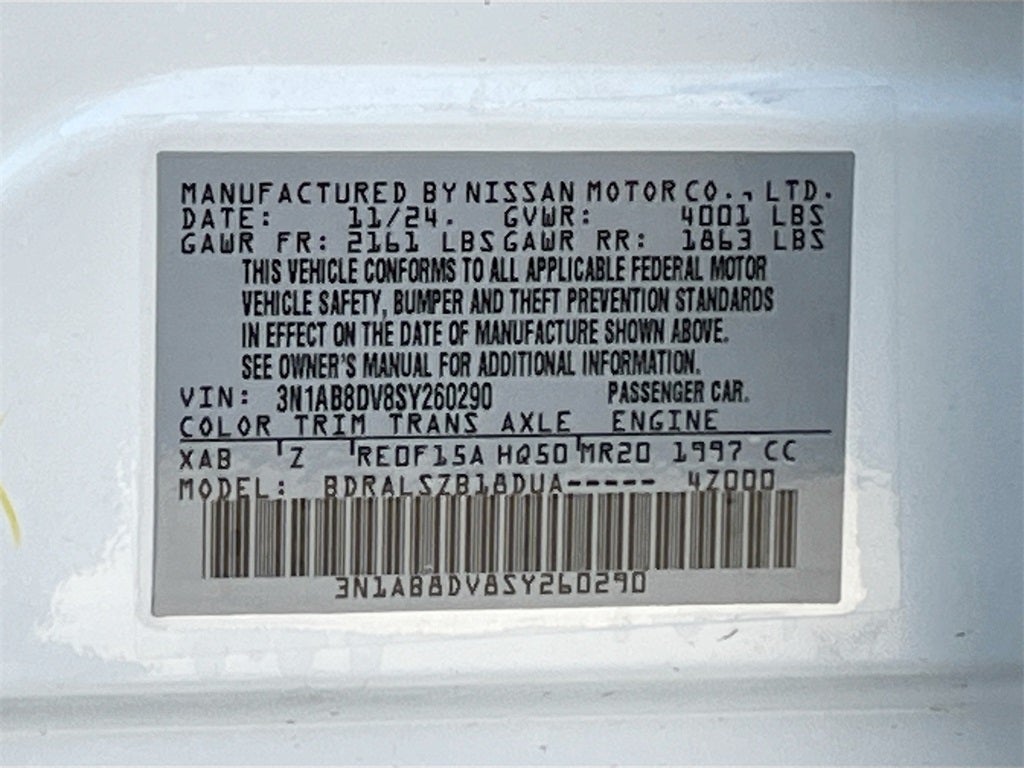 MANUFACTURED BY NISSAN MOTOR CO., LTD.
DATE: 11/24. GVWR: 4001 LBS
GAWR FR: 2161 LBS GAWR RR: 1863 LBS
THIS VEHICLE CONFORMS TO ALL APPLICABLE FEDERAL MOTOR
VEHICLE SAFETY, BUMPER AND THEFT PREVENTION STANDARDS
IN EFFECT ON THE DATE OF MANUFACTURE SHOWN ABOVE.
SEE OWNER'S MANUAL FOR ADDITIONAL INFORMATION.
VIN: 3N1AB8DV8SY260290 PASSENGER CAR.
COLOR TRIM TRANS AXLE ENGINE
XAB Z RE0F15A HQ50 MR20 1997 CC
MODEL: BDRALSZB18DUA----- 4Z000
3N1AB8DV8SY260290